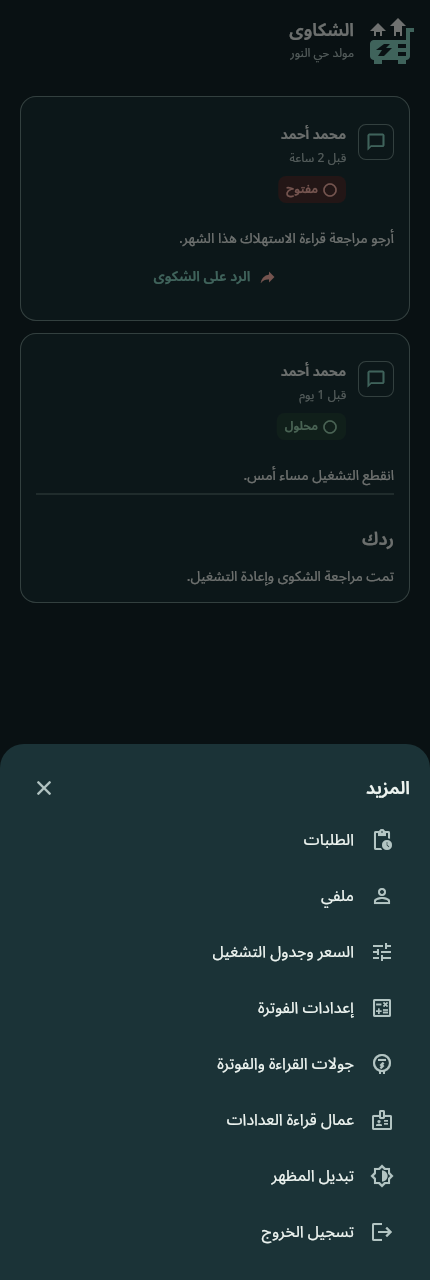 الشكاوى
مولد حي النور
محمد أحمد
قبل 2 ساعة
مفتوح
أرجو مراجعة قراءة الاستهلاك هذا الشهر.
الرد على الشكوى
محمد أحمد
قبل 1 يوم
محلول
انقطع التشغيل مساء أمس.
ردك
تمت مراجعة الشكوى وإعادة التشغيل.
المزيد
الطلبات
ملفي
السعر وجدول التشغيل
إعدادات الفوترة
جولات القراءة والفوترة
عمال قراءة العدادات
تبديل المظهر
تسجيل الخروج